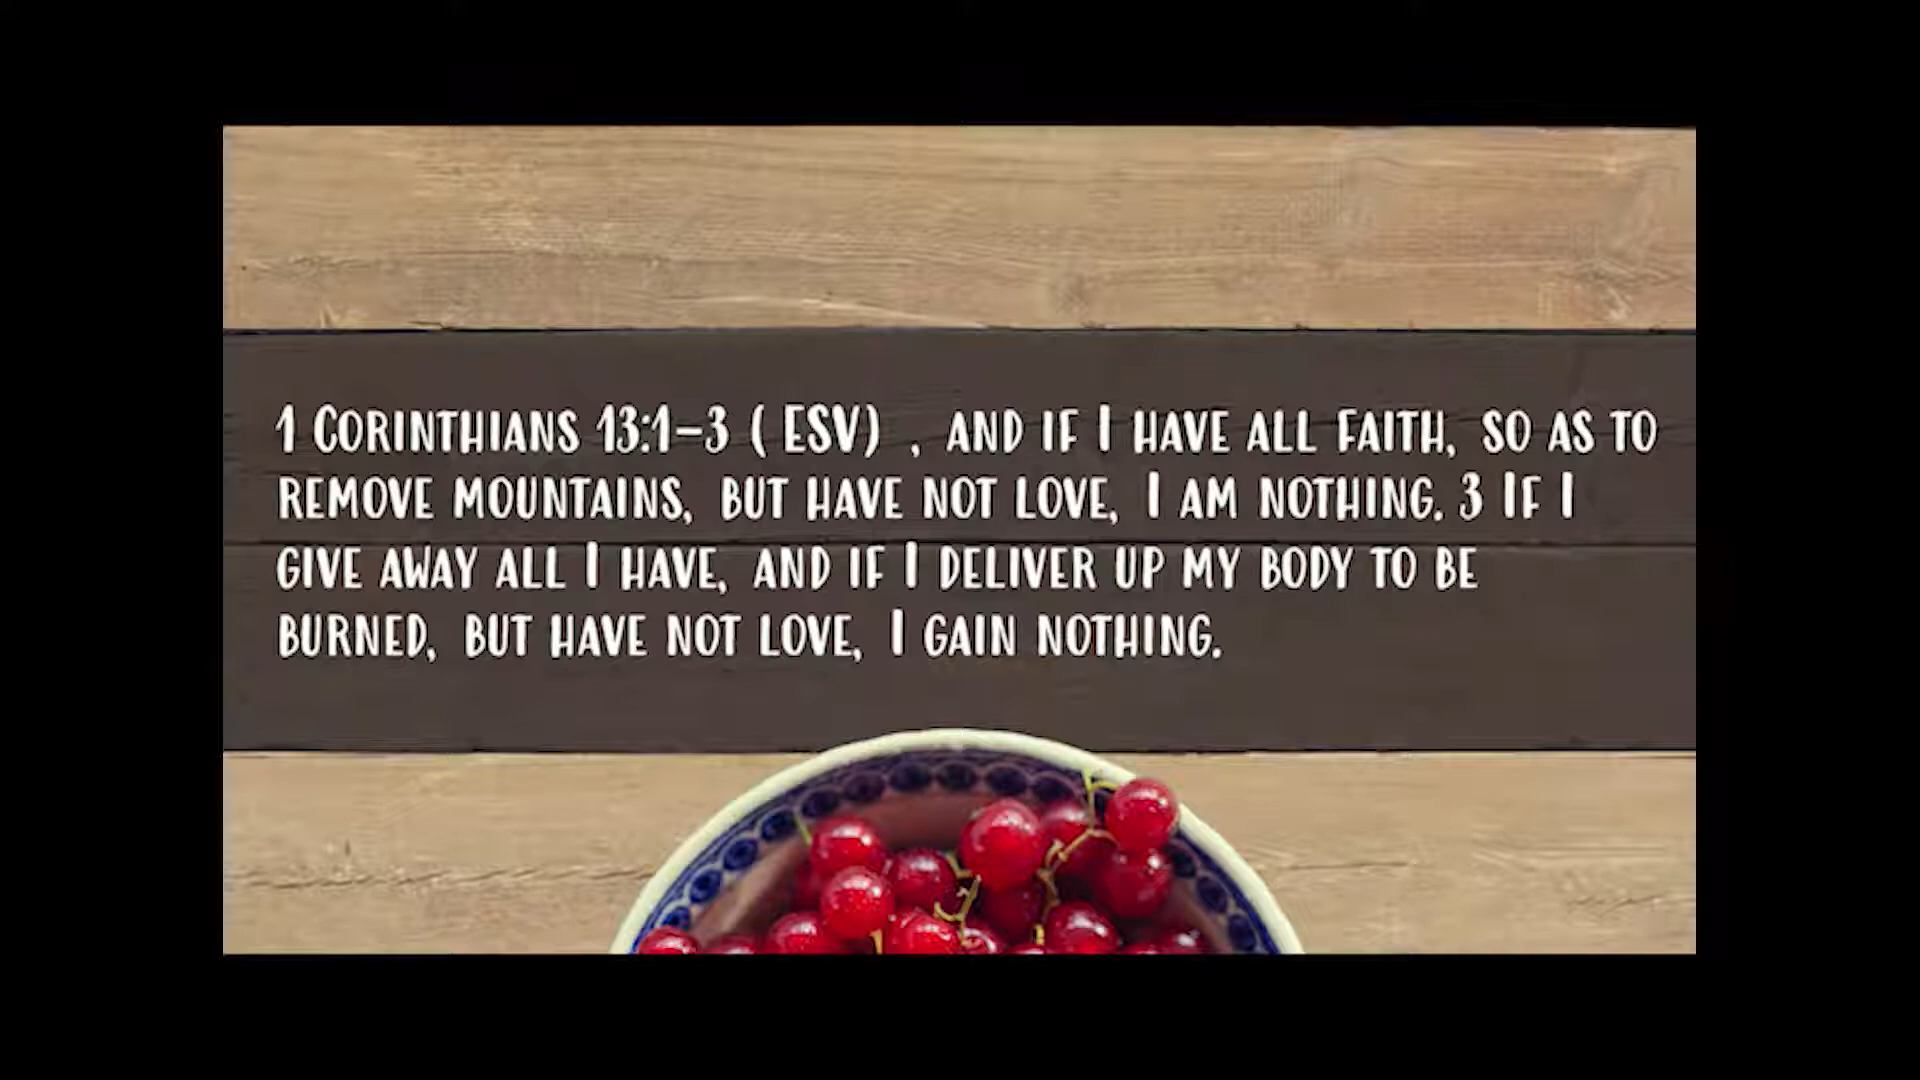 1 Corinthians 13:1–3 ( ESV) , and if I have all faith, so as to
remove mountains, but have not love, I am nothing. 3 If I
give away all I have, and if I deliver up my body to be
burned, but have not love, I gain nothing.